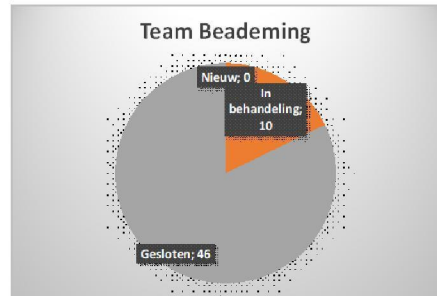 Team Beademing
Nieuw; 0
In
behandeling;
10
Gesloten; 46